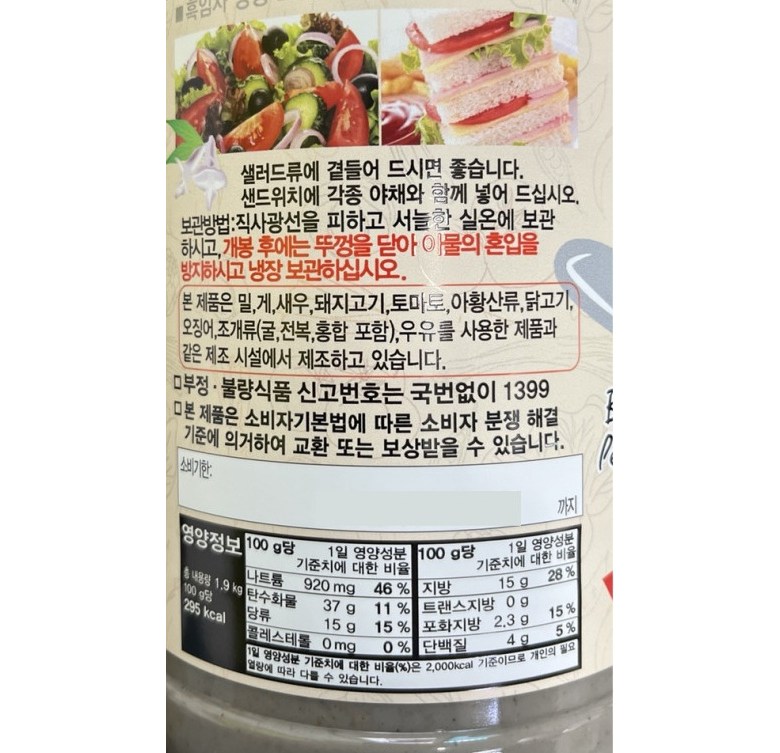 ■흑임자
샐러드류에 곁들어 드시면 좋습니다.
샌드위치에 각종 야채와 함께 넣어 드십시오.
보관방법:직사광선을 피하고 서늘한 실온에 보관
하시고, 개봉 후에는 뚜껑을 닫아 이물의 혼입을
방지하시고 냉장 보관하십시오.
본 제품은 밀,게,새우,돼지고기,토마토,아황산류,닭고기,
오징어,조개류(굴,전복,홍합 포함),우유를 사용한 제품과
같은 제조 시설에서 제조하고 있습니다.
□부정·불량식품 신고번호는 국번없이 1399
□본 제품은 소비자기본법에 따른 소비자 분쟁 해결
기준에 의거하여 교환 또는 보상받을 수 있습니다.
소비기한:
까지
영양정보
총 내용량 1.9 kg
100 g당
295 kcal
100 g당 1일 영양성분
기준치에 대한 비율
나트륨 920 mg 46 %
탄수화물 37 g 11 %
당류 15 g 15 %
콜레스테롤 0 mg 0 %
100 g당 1일 영양성분
기준치에 대한 비율
지방 15 g 28 %
트랜스지방 0 g
포화지방 2.3 g 15 %
단백질 4 g 5 %
1일 영양성분 기준치에 대한 비율(%)은 2,000kcal 기준이므로 개인의 필요
열량에 따라 다를 수 있습니다.